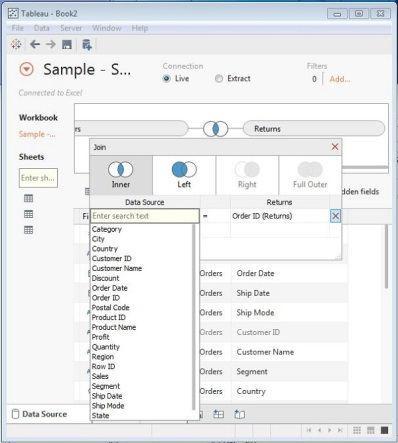 Tableau - Book2
File Data Server Window Help
Sample - S...
Connection
Live Extract
Filters
0 Add...
Connected to Excel
Workbook
Sample -...
Sheets
Enter sh...
Returns
Join
Inner Left Right Full Outer
Data Source Returns
Enter search text = Order ID (Returns)
dden fields
Category
City
Country
Customer ID
Customer Name
Discount
Order Date
Order ID
Postal Code
Product ID
Product Name
Profit
Quantity
Region
Row ID
Sales
Segment
Ship Date
Ship Mode
State
Orders Order Date
Orders Ship Date
Orders Ship Mode
Orders Customer ID
Orders Customer Name
Orders Segment
Orders Country
Data Source